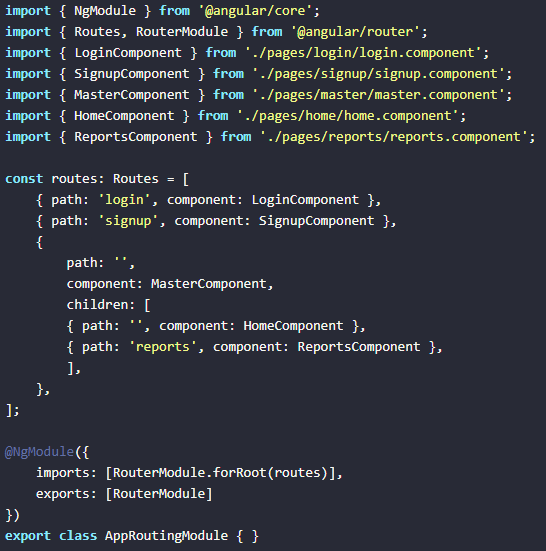 import { NgModule } from '@angular/core';
import { Routes, RouterModule } from '@angular/router';
import { LoginComponent } from './pages/login/login.component';
import { SignupComponent } from './pages/signup/signup.component';
import { MasterComponent } from './pages/master/master.component';
import { HomeComponent } from './pages/home/home.component';
import { ReportsComponent } from './pages/reports/reports.component';

const routes: Routes = [
    { path: 'login', component: LoginComponent },
    { path: 'signup', component: SignupComponent },
    {
        path: '',
        component: MasterComponent,
        children: [
        { path: '', component: HomeComponent },
        { path: 'reports', component: ReportsComponent },
        ],
    },
];

@NgModule({
    imports: [RouterModule.forRoot(routes)],
    exports: [RouterModule]
})
export class AppRoutingModule { }